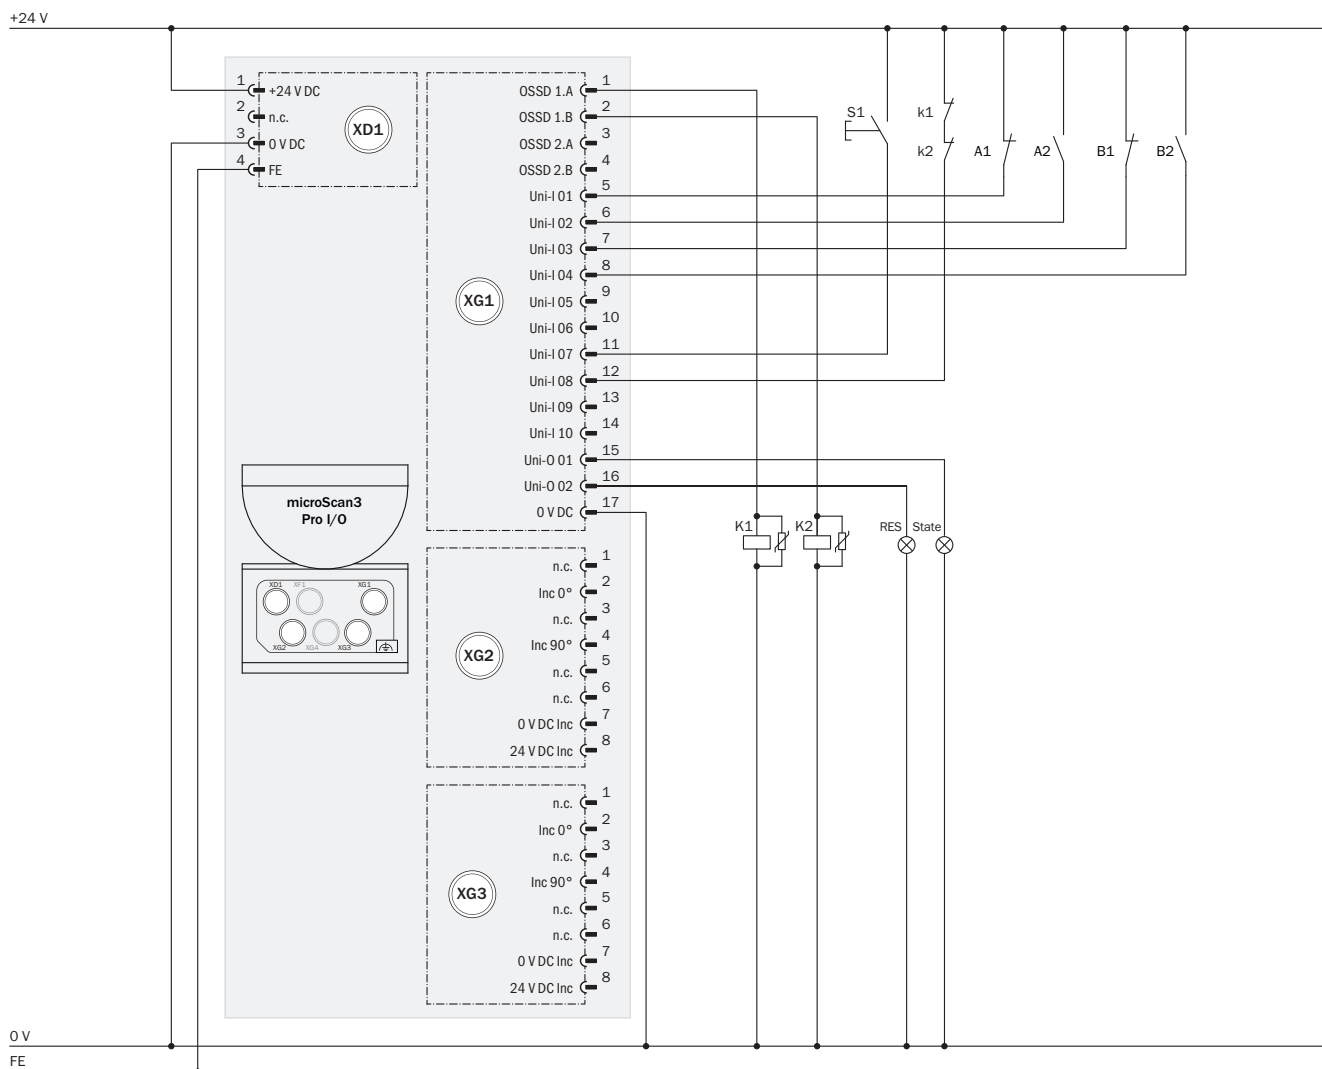 +24 V
1
+24 V DC
2
n.c.
3
0 V DC
4
FE
XD1
OSSD 1.A
1
OSSD 1.B
2
OSSD 2.A
3
OSSD 2.B
4
Uni-I 01
5
Uni-I 02
6
Uni-I 03
7
Uni-I 04
8
Uni-I 05
9
Uni-I 06
10
Uni-I 07
11
Uni-I 08
12
Uni-I 09
13
Uni-I 10
14
Uni-O 01
15
Uni-O 02
16
0 V DC
17
XG1
S1
k1
k2
A1
A2
B1
B2
K1
K2
RES
State
microScan3
Pro I/O
XD1
XF1
XG1
XG2
XG4
XG3
n.c.
1
Inc 0°
2
n.c.
3
Inc 90°
4
n.c.
5
n.c.
6
0 V DC Inc
7
24 V DC Inc
8
XG2
n.c.
1
Inc 0°
2
n.c.
3
Inc 90°
4
n.c.
5
n.c.
6
0 V DC Inc
7
24 V DC Inc
8
XG3
0 V
FE